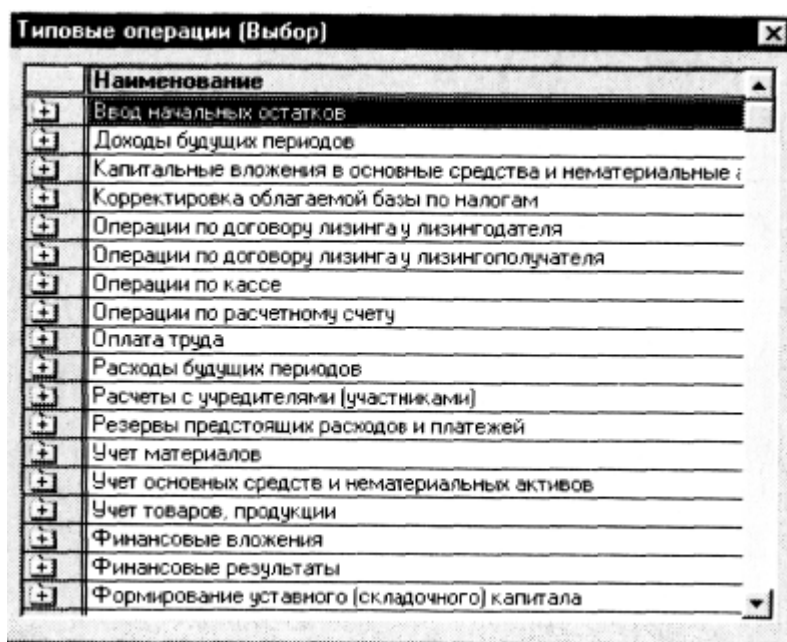 Типовые операции (Выбор)
Наименование
Ввод начальных остатков
Доходы будущих периодов
Капитальные вложения в основные средства и нематериальные а
Корректировка облагаемой базы по налогам
Операции по договору лизинга у лизингодателя
Операции по договору лизинга у лизингополучателя
Операции по кассе
Операции по расчетному счету
Оплата труда
Расходы будущих периодов
Расчеты с учредителями (участниками)
Резервы предстоящих расходов и платежей
Учет материалов
Учет основных средств и нематериальных активов
Учет товаров, продукции
Финансовые вложения
Финансовые результаты
Формирование уставного (складочного) капитала